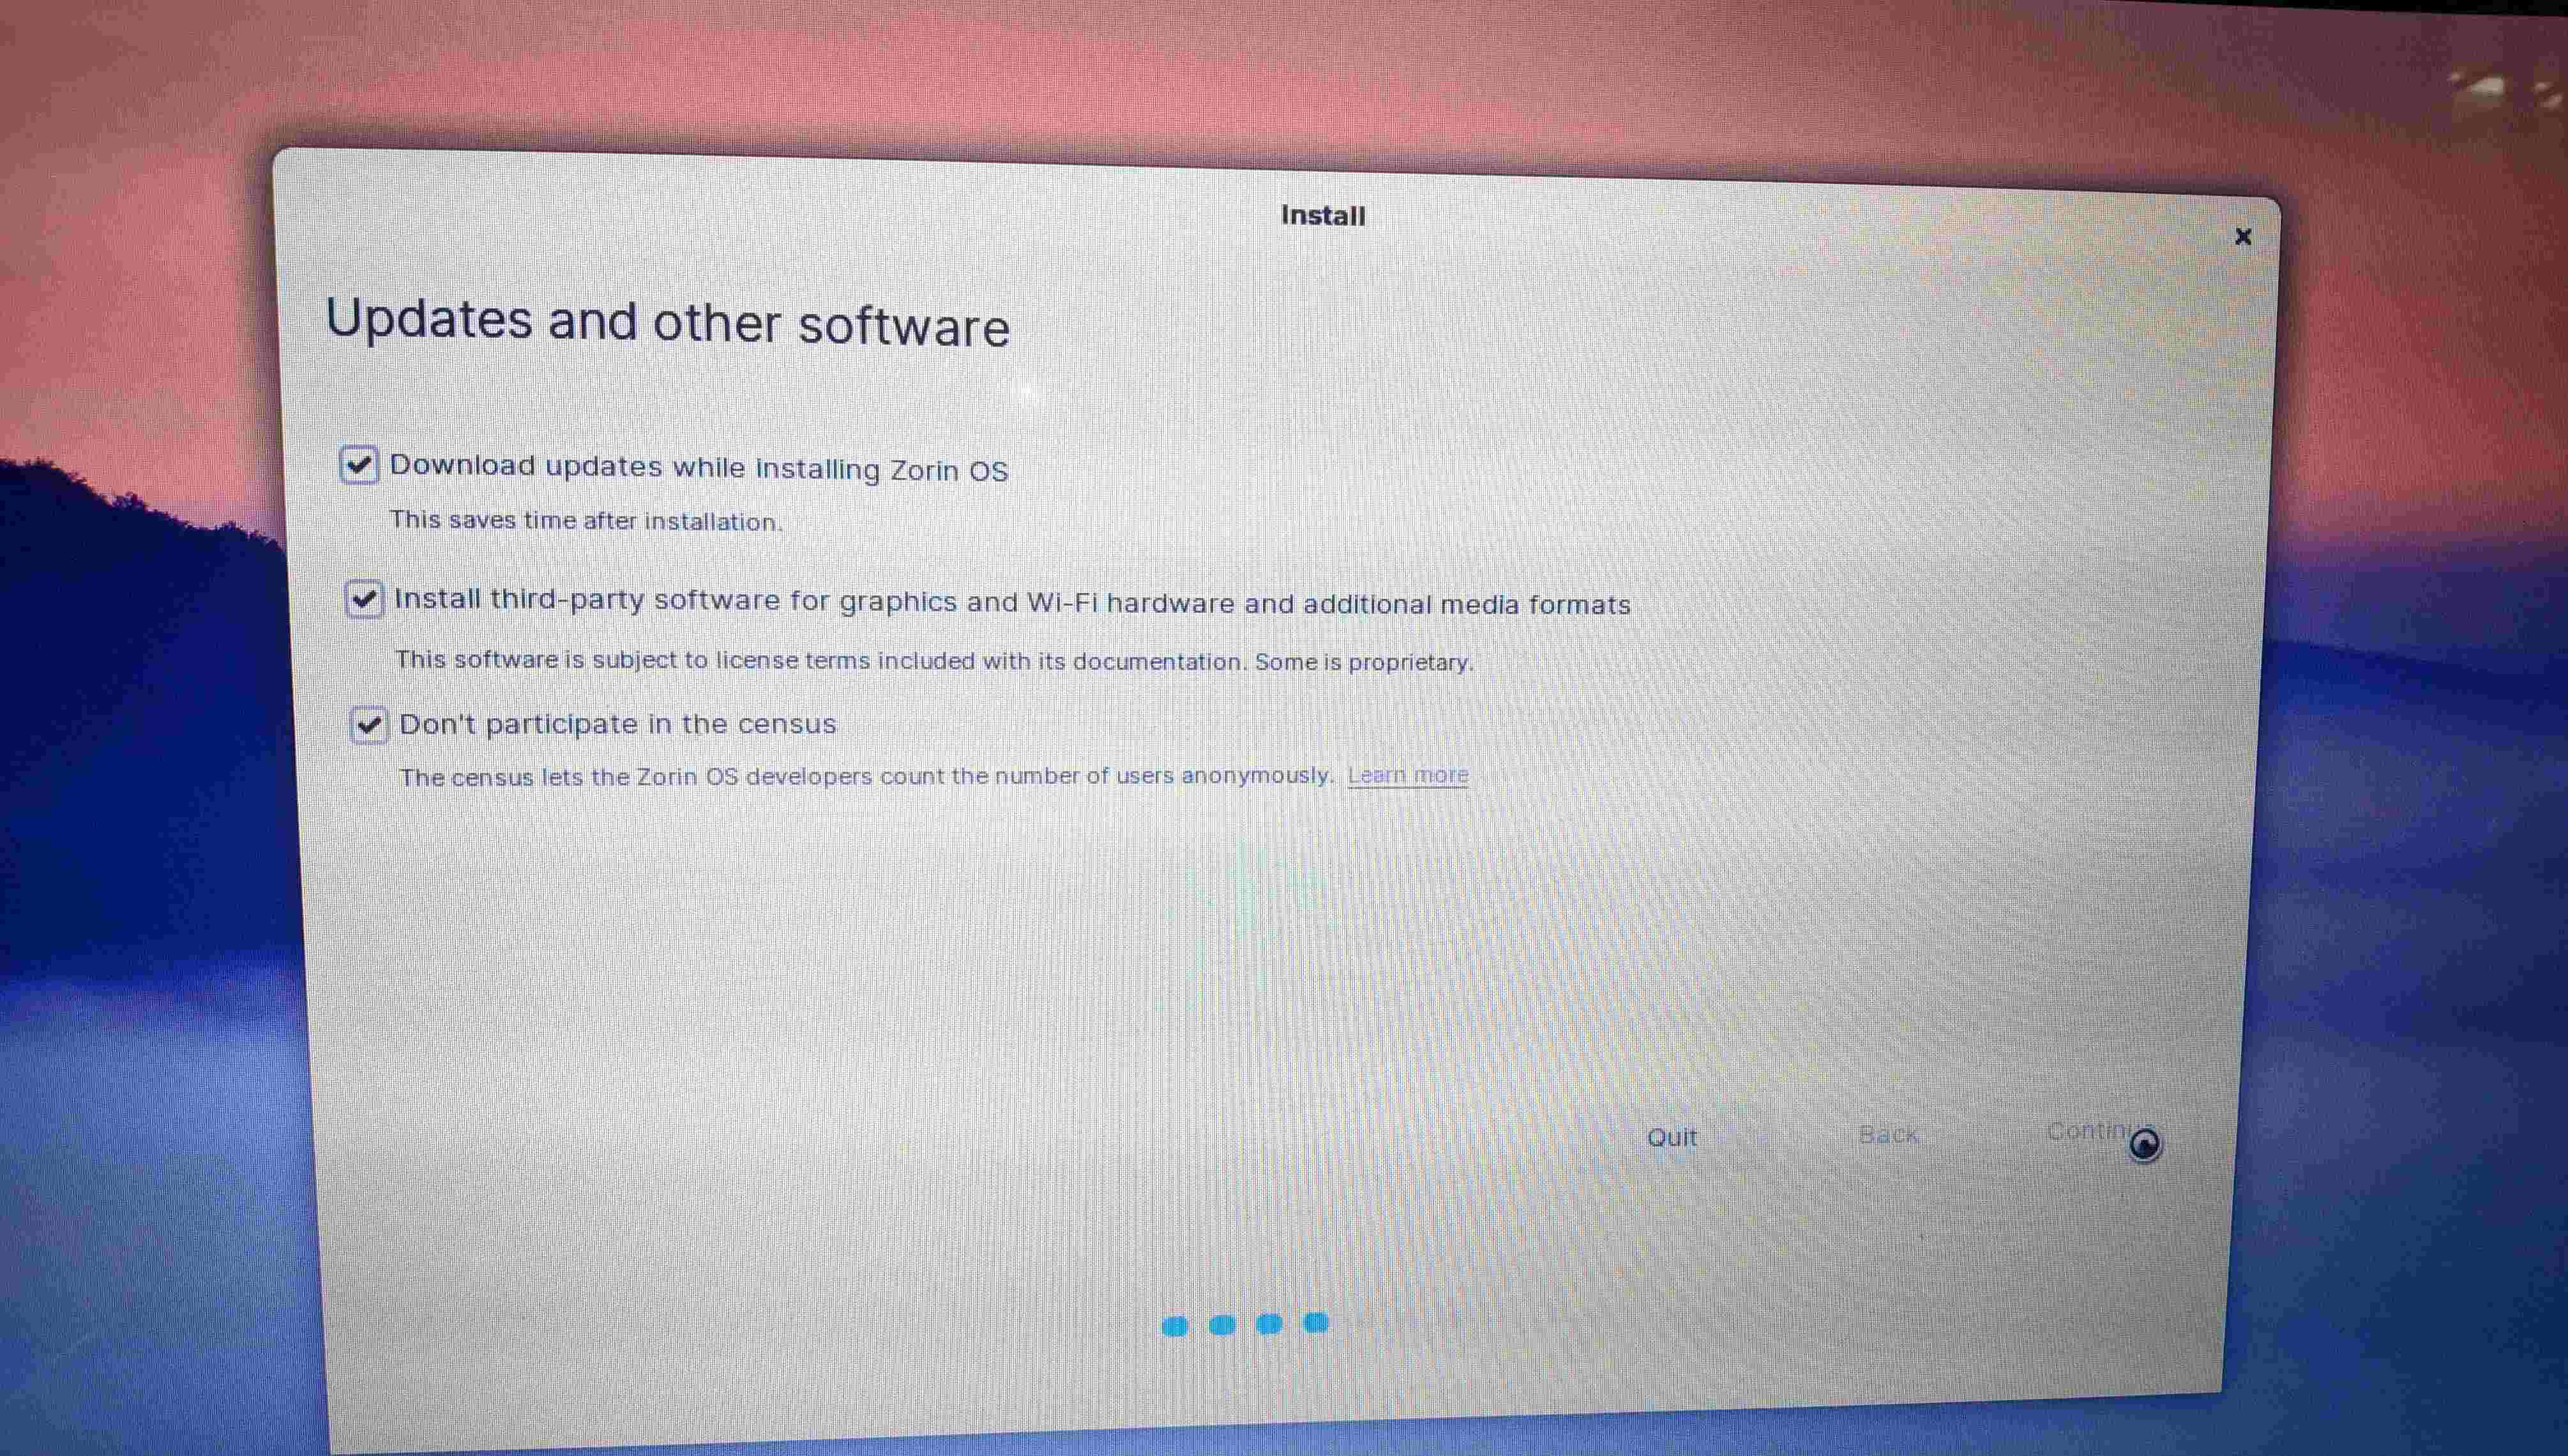 Install
Updates and other software
Download updates while installing Zorin OS
This saves time after installation.
Install third-party software for graphics and Wi-Fi hardware and additional media formats
This software is subject to license terms included with its documentation. Some is proprietary.
Don't participate in the census
The census lets the Zorin OS developers count the number of users anonymously. Learn more
Quit Back